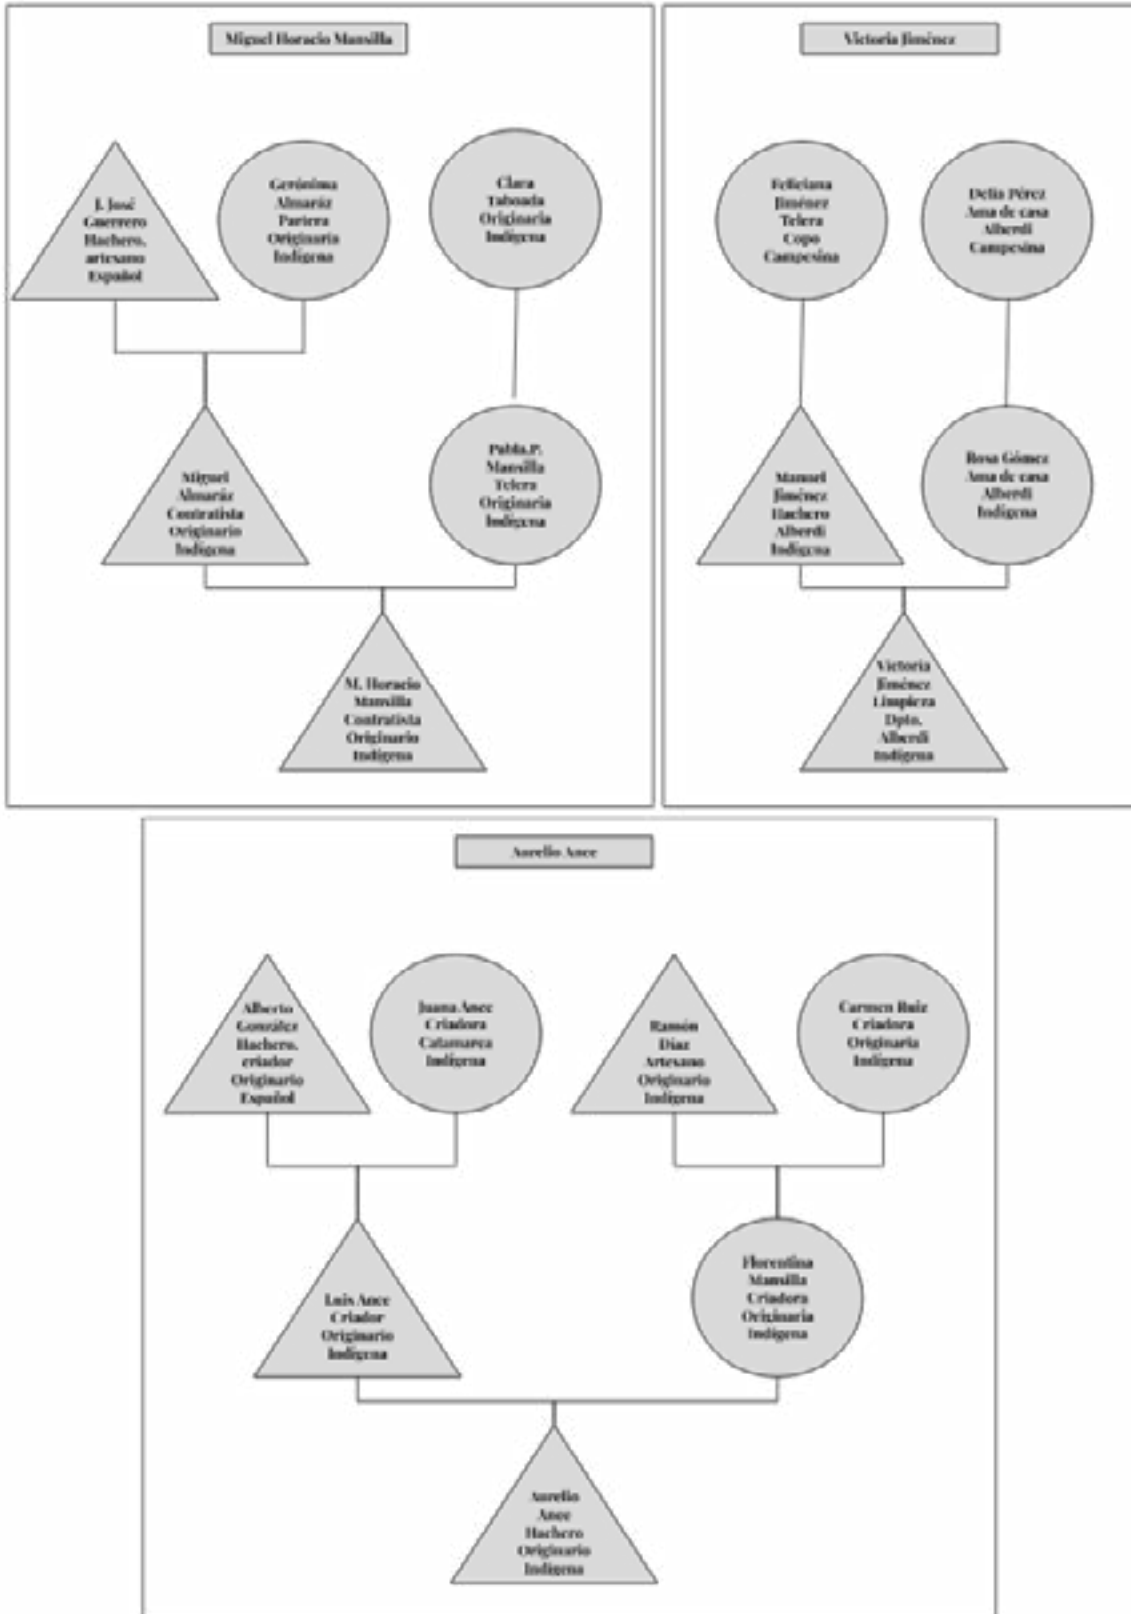 Miguel Horacio Mansilla
J. José
Guerrero
Hachero,
artesano
Español
Gerónima
Almaráz
Partera
Originaria
Indígena
Clara
Taboada
Originaria
Indígena
Miguel
Almaráz
Contratista
Originario
Indígena
Pabla.P.
Mansilla
Telera
Originaria
Indígena
M. Horacio
Mansilla
Contratista
Originario
Indígena
Victoria Jiménez
Feliciana
Jiménez
Telera
Copo
Campesina
Delia Pérez
Ama de casa
Alberdi
Campesina
Manuel
Jiménez
Hachero
Alberdi
Indígena
Rosa Gómez
Ama de casa
Alberdi
Indígena
Victoria
Jiménez
Limpieza
Dpto.
Alberdi
Indígena
Aurelio Ance
Alberto
González
Hachero,
criador
Originario
Español
Juana Ance
Criadora
Catamarca
Indígena
Ramón
Díaz
Artesano
Originario
Indígena
Carmen Ruiz
Criadora
Originaria
Indígena
Luis Ance
Criador
Originario
Indígena
Florentina
Mansilla
Criadora
Originaria
Indígena
Aurelio
Ance
Hachero
Originario
Indígena